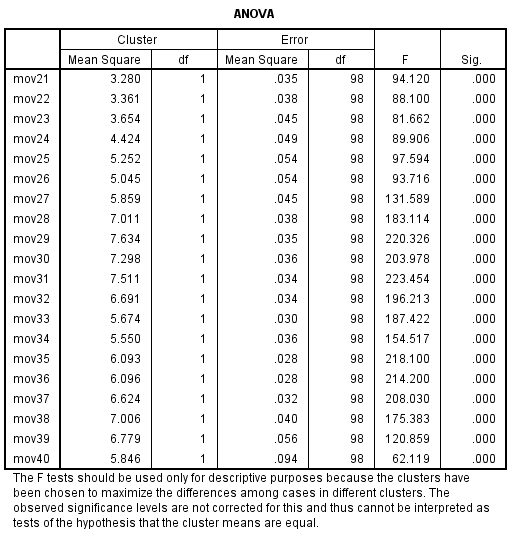 ANOVA
Cluster Error
Mean Square df Mean Square df F Sig.
mov21 3.280 1 .035 98 94.120 .000
mov22 3.361 1 .038 98 88.100 .000
mov23 3.654 1 .045 98 81.662 .000
mov24 4.424 1 .049 98 89.906 .000
mov25 5.252 1 .054 98 97.594 .000
mov26 5.045 1 .054 98 93.716 .000
mov27 5.859 1 .045 98 131.589 .000
mov28 7.011 1 .038 98 183.114 .000
mov29 7.634 1 .035 98 220.326 .000
mov30 7.298 1 .036 98 203.978 .000
mov31 7.511 1 .034 98 223.454 .000
mov32 6.691 1 .034 98 196.213 .000
mov33 5.674 1 .030 98 187.422 .000
mov34 5.550 1 .036 98 154.517 .000
mov35 6.093 1 .028 98 218.100 .000
mov36 6.096 1 .028 98 214.200 .000
mov37 6.624 1 .032 98 208.030 .000
mov38 7.006 1 .040 98 175.383 .000
mov39 6.779 1 .056 98 120.859 .000
mov40 5.846 1 .094 98 62.119 .000
The F tests should be used only for descriptive purposes because the clusters have
been chosen to maximize the differences among cases in different clusters. The
observed significance levels are not corrected for this and thus cannot be interpreted as
tests of the hypothesis that the cluster means are equal.